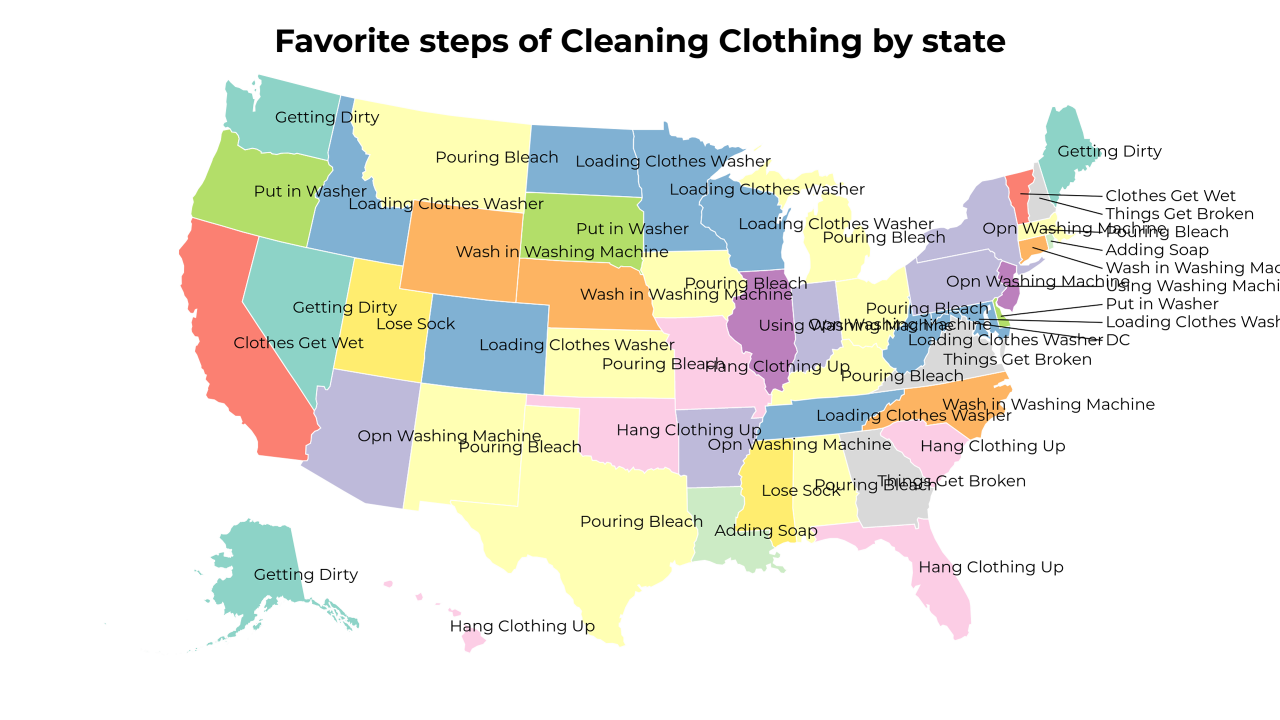 Favorite steps of Cleaning Clothing by state
Getting Dirty
Getting Dirty
Pouring Bleach
Loading Clothes Washer
Put in Washer
Loading Clothes Washer
Loading Clothes Washer
Clothes Get Wet
Loading Clothes Washer
Things Get Broken
Put in Washer
Opn Washing Machine
Pouring Bleach
Loading Clothes Washer
Pouring Bleach
Adding Soap
Wash in Washing Machine
Wash in Washing Mac
Opn Washing Machine
Using Washing Machi
Pouring Bleach
Wash in Washing Machine
Put in Washer
Getting Dirty
Pouring Bleach
Lose Sock
Using Washing Machine
Opn Washing Machine
Loading Clothes Wash
Loading Clothes Washer
DC
Clothes Get Wet
Loading Clothes Washer
Things Get Broken
Pouring Bleach
Hang Clothing Up
Pouring Bleach
Wash in Washing Machine
Loading Clothes Washer
Opn Washing Machine
Pouring Bleach
Hang Clothing Up
Opn Washing Machine
Hang Clothing Up
Lose Sock
Pouring Bleach
Things Get Broken
Pouring Bleach
Adding Soap
Getting Dirty
Hang Clothing Up
Hang Clothing Up